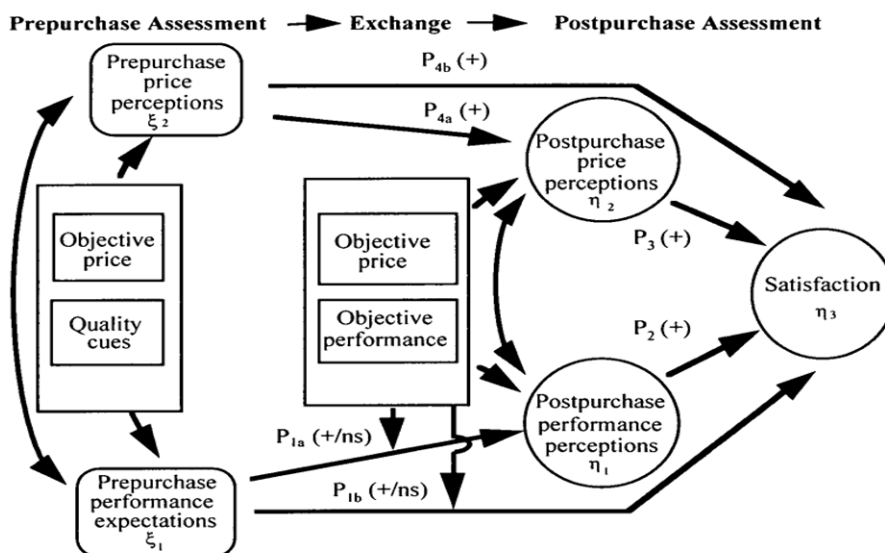 Prepurchase Assessment Exchange Postpurchase Assessment
Prepurchase
price
perceptions
ξ2
P4b (+)
P4a (+)
Postpurchase
price
perceptions
η2
Objective
price
Quality
cues
Objective
price
Objective
performance
P3 (+)
Satisfaction
η3
P2 (+)
Postpurchase
performance
perceptions
η1
P1a (+/ns)
P1b (+/ns)
Prepurchase
performance
expectations
ξ1